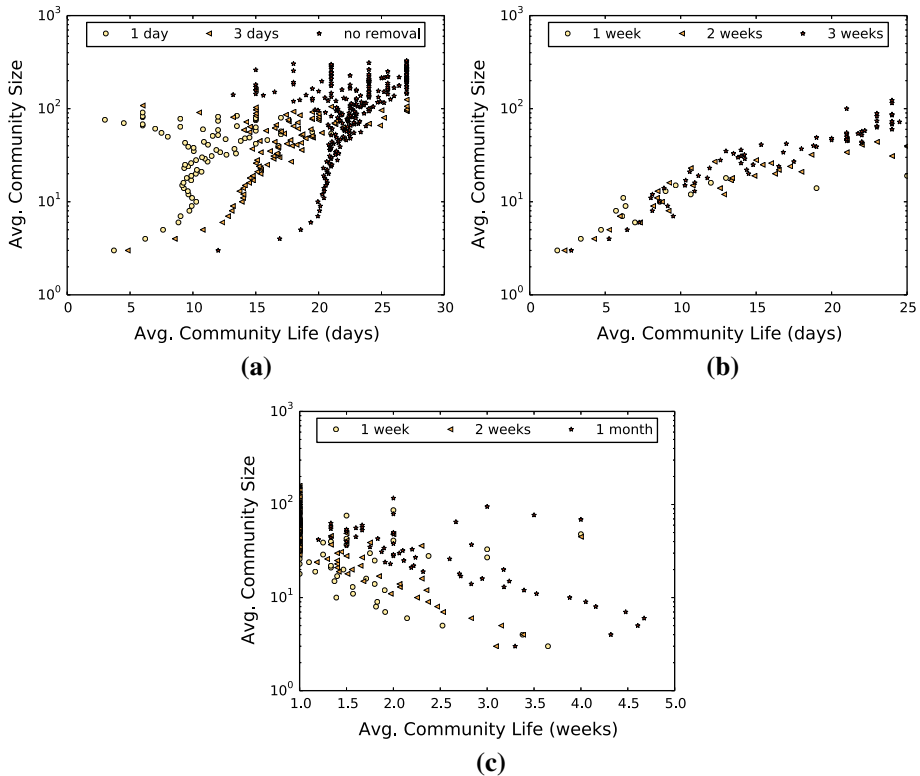 1 day 3 days no removal
10³
10²
10¹
10⁰
Avg. Community Size
0 5 10 15 20 25 30
Avg. Community Life (days)
(a)
1 week 2 weeks 3 weeks
10³
10²
10¹
10⁰
Avg. Community Size
0 5 10 15 20 25
Avg. Community Life (days)
(b)
1 week 2 weeks 1 month
10³
10²
10¹
10⁰
Avg. Community Size
1.0 1.5 2.0 2.5 3.0 3.5 4.0 4.5 5.0
Avg. Community Life (weeks)
(c)